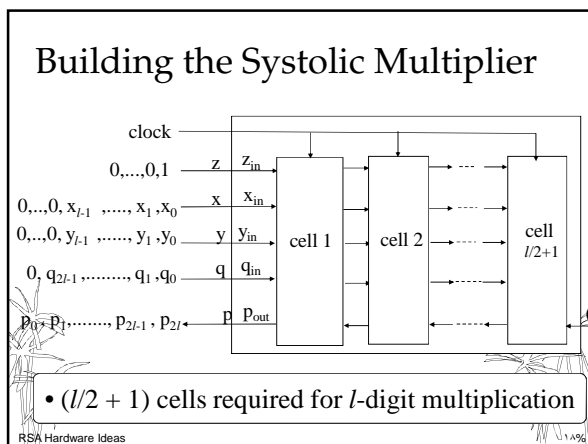 Building the Systolic Multiplier
clock
0,...,0,1 z z_in
0,..,0, x_{l-1} ,...., x_1, x_0 x x_in
0,..,0, y_{l-1} ,...., y_1, y_0 y y_in
0, q_{2l-1},........, q_1, q_0 q q_in
p_0, p_1,......., p_{2l-1}, p_{2l} p p_out
cell 1
cell 2
cell
l/2+1
• (l/2 + 1) cells required for l-digit multiplication
RSA Hardware Ideas